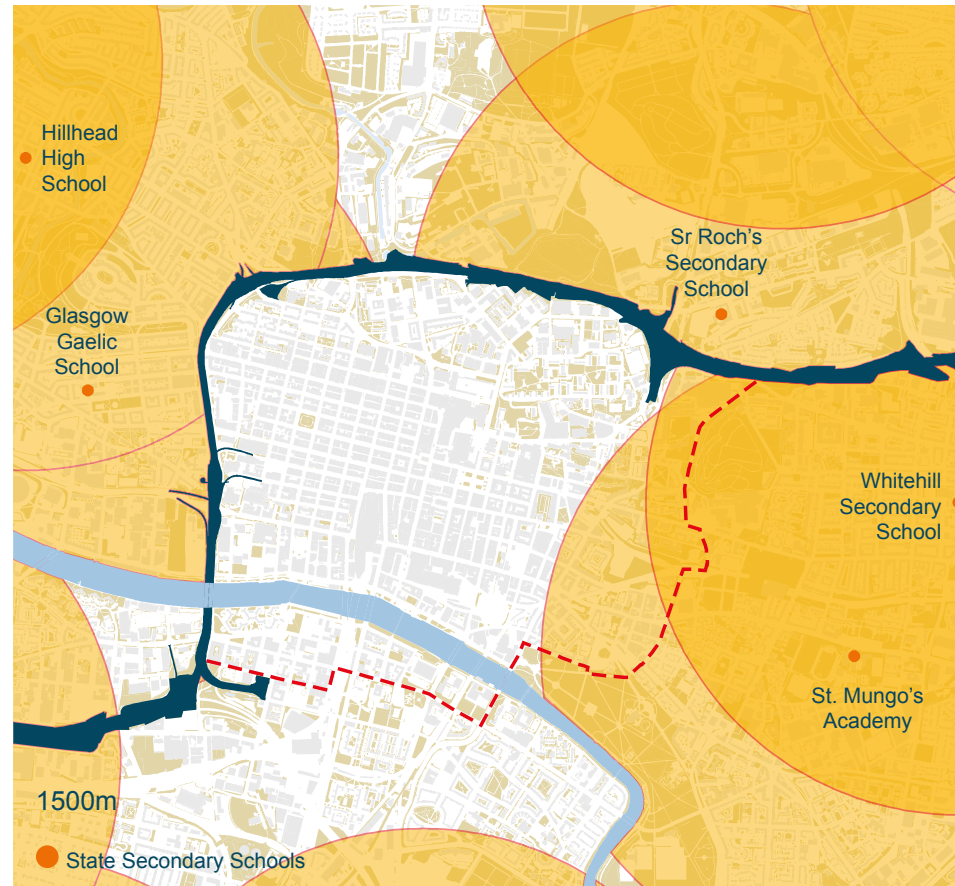 Hillhead
High
School
Sr Roch's
Secondary
School
Glasgow
Gaelic
School
Whitehill
Secondary
School
St. Mungo's
Academy
1500m
State Secondary Schools